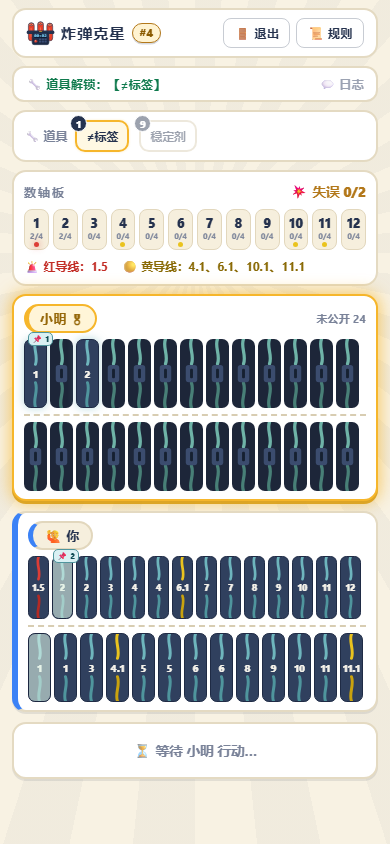 炸弹克星 #4 退出 规则
道具解锁：【≠标签】 日志
道具 1 ≠标签 9 稳定剂
数轴板 失误 0/2
1 2 3 4 5 6 7 8 9 10 11 12
2/4 2/4 0/4 0/4 0/4 0/4 0/4 0/4 0/4 0/4 0/4 0/4
红导线：1.5 黄导线：4.1、6.1、10.1、11.1
小明 未公开 24
1
1 2
你
2
1.5 2 2 3 4 4 6.1 7 7 8 9 10 11 12
1 1 3 4.1 5 5 6 6 8 9 10 11 11.1
等待 小明 行动...